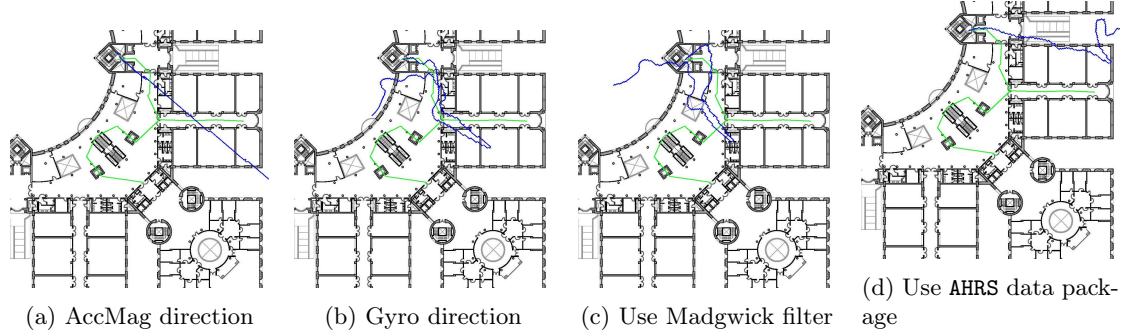 (a) AccMag direction
(b) Gyro direction
(c) Use Madgwick filter
(d) Use AHRS data pack-
age